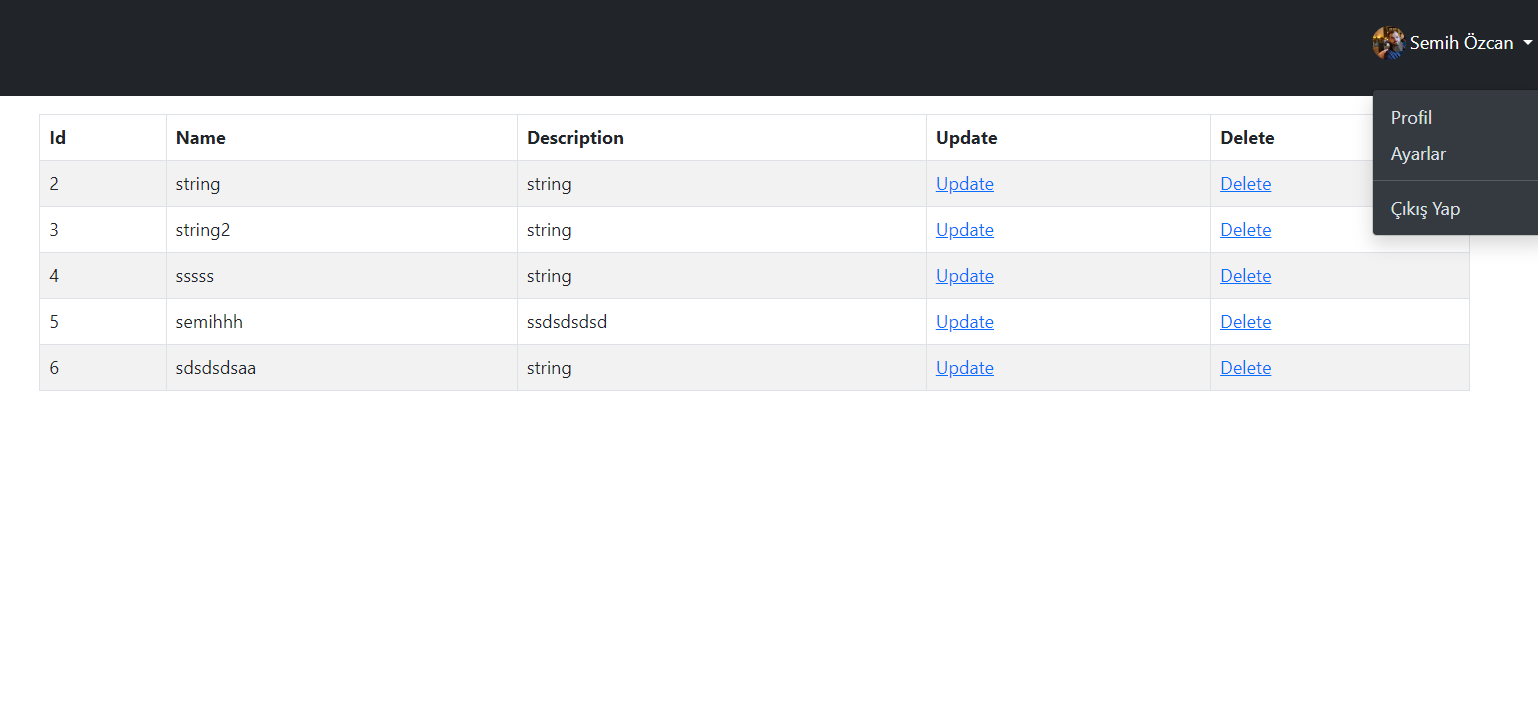 Semih Özcan
Profil
Ayarlar
Çıkış Yap
Id Name Description Update Delete
2 string string Update Delete
3 string2 string Update Delete
4 sssss string Update Delete
5 semihhh ssdsdsdsd Update Delete
6 sdsdsdsaa string Update Delete